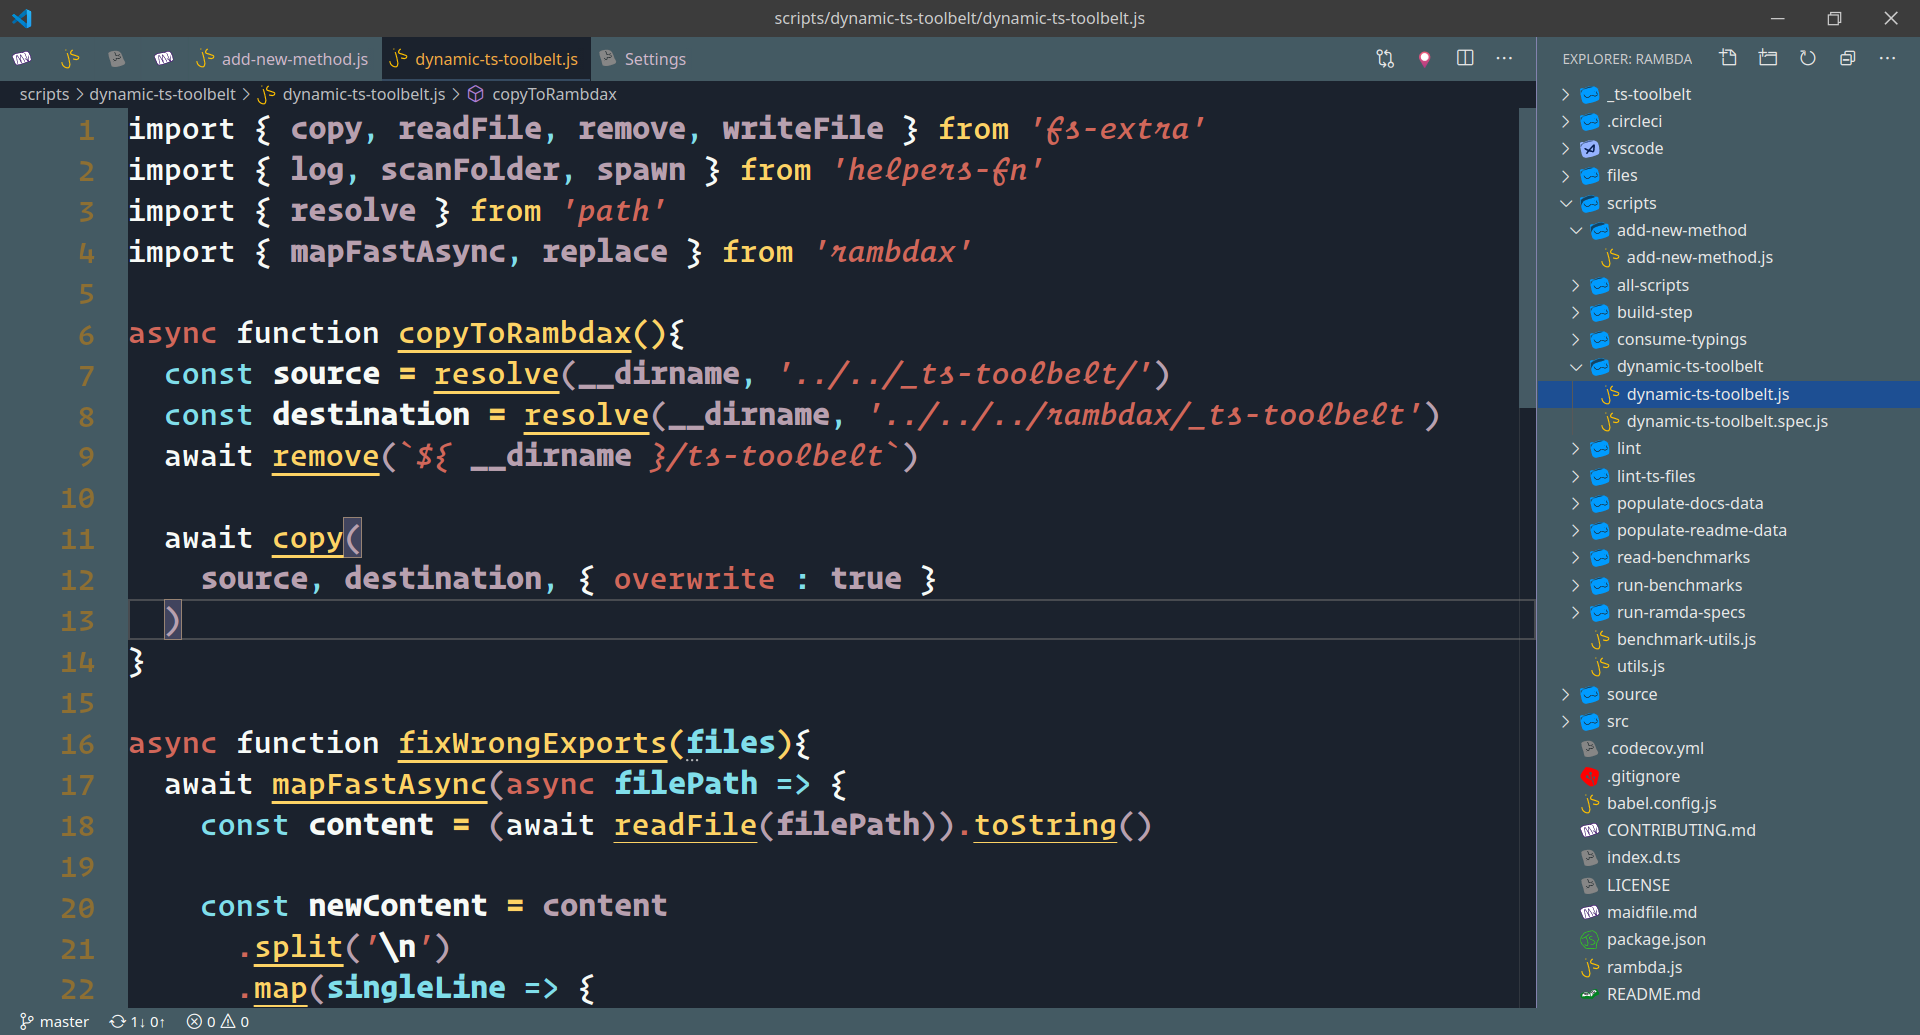 scripts/dynamic-ts-toolbelt/dynamic-ts-toolbelt.js
add-new-method.js
dynamic-ts-toolbelt.js
Settings
scripts > dynamic-ts-toolbelt > dynamic-ts-toolbelt.js > copyToRambdax
1 import { copy, readFile, remove, writeFile } from 'fs-extra'
2 import { log, scanFolder, spawn } from 'helpers-fn'
3 import { resolve } from 'path'
4 import { mapFastAsync, replace } from 'rambdax'
5
6 async function copyToRambdax(){
7   const source = resolve(__dirname, '../../_ts-toolbelt/')
8   const destination = resolve(__dirname, '../../../rambdax/_ts-toolbelt')
9   await remove(`${ __dirname }/ts-toolbelt`)
10
11   await copy(
12     source, destination, { overwrite : true }
13   )
14 }
15
16 async function fixWrongExports(files){
17   await mapFastAsync(async filePath => {
18     const content = (await readFile(filePath)).toString()
19
20     const newContent = content
21       .split('\n')
22       .map(singleLine => {
EXPLORER: RAMBDA
_ts-toolbelt
.circleci
.vscode
files
scripts
add-new-method
add-new-method.js
all-scripts
build-step
consume-typings
dynamic-ts-toolbelt
dynamic-ts-toolbelt.js
dynamic-ts-toolbelt.spec.js
lint
lint-ts-files
populate-docs-data
populate-readme-data
read-benchmarks
run-benchmarks
run-ramda-specs
benchmark-utils.js
utils.js
source
src
.codecov.yml
.gitignore
babel.config.js
CONTRIBUTING.md
index.d.ts
LICENSE
maidfile.md
package.json
rambda.js
README.md
master 1↓ 0↑ 0 0